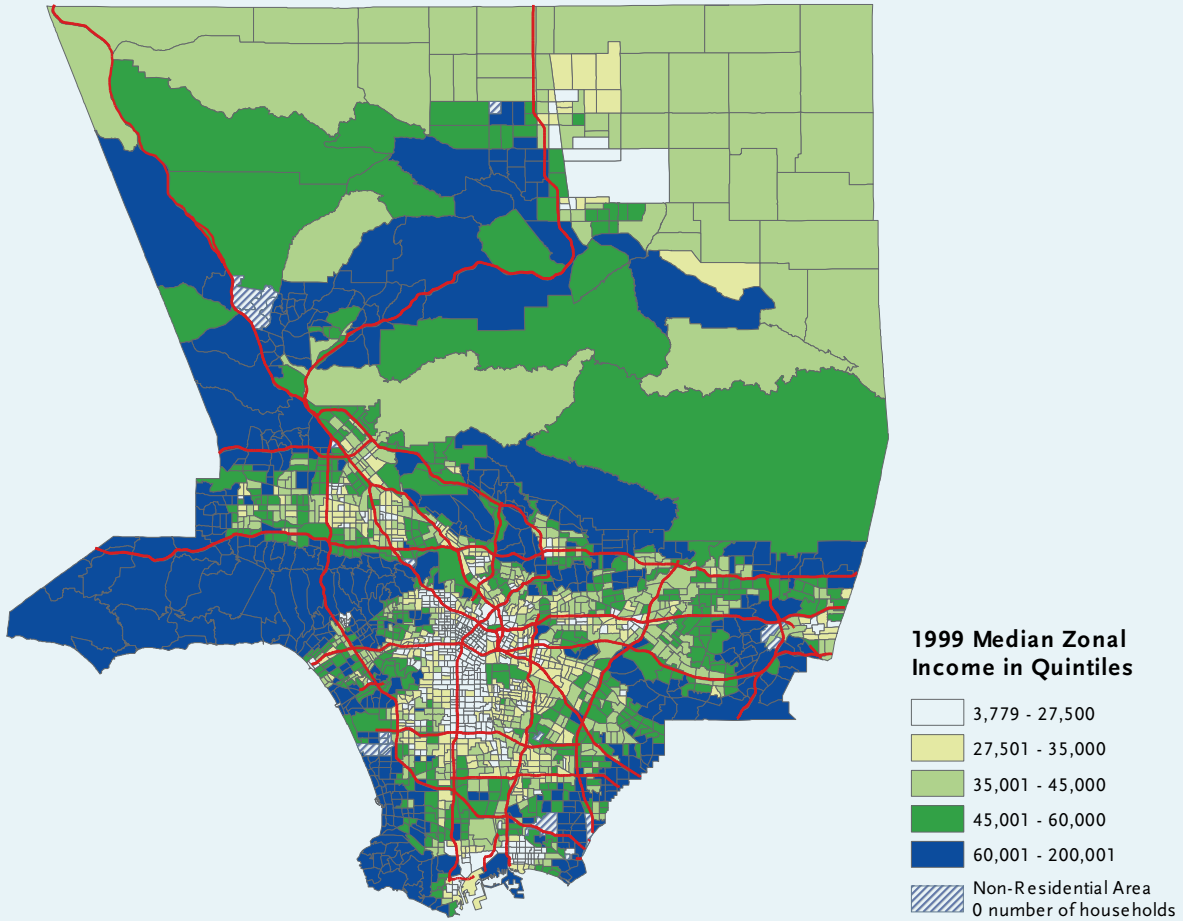 1999 Median Zonal
Income in Quintiles
3,779 - 27,500
27,501 - 35,000
35,001 - 45,000
45,001 - 60,000
60,001 - 200,001
Non-Residential Area
0 number of households